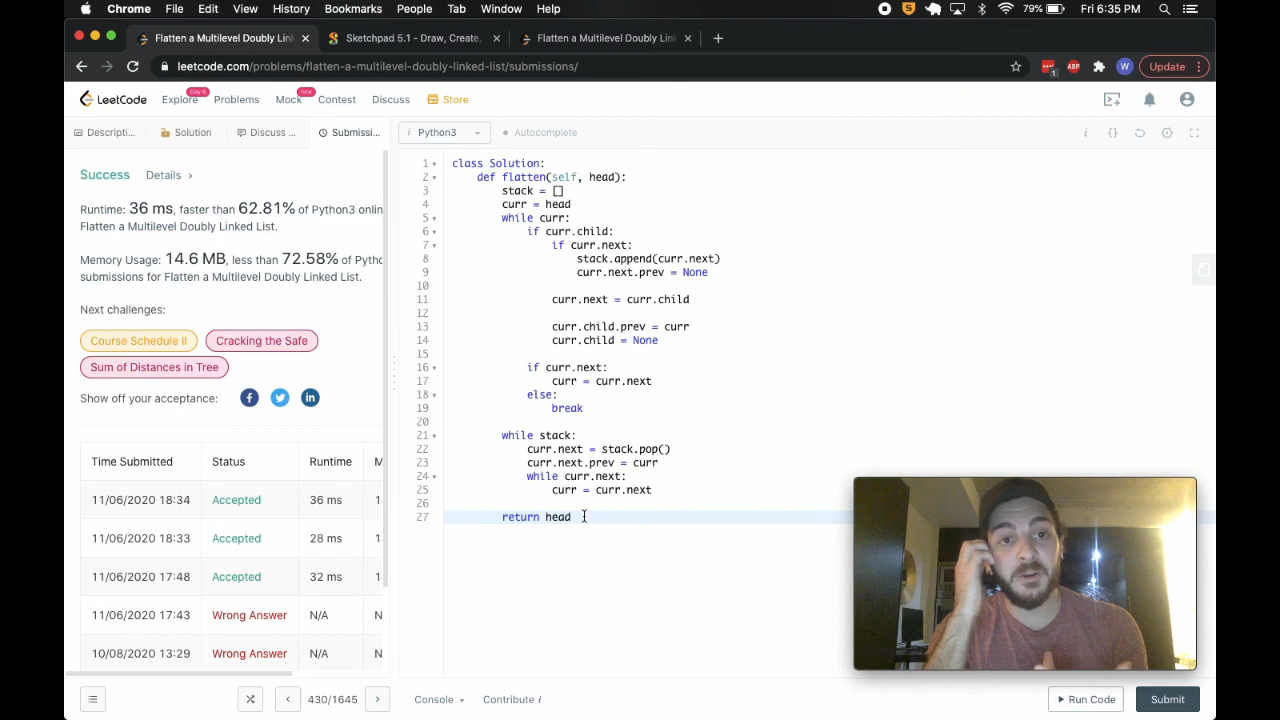 Chrome File Edit View History Bookmarks People Tab Window Help 79% Fri 6:35 PM
Flatten a Multilevel Doubly Lin Sketchpad 5.1 - Draw, Create, Flatten a Multilevel Doubly Lin
leetcode.com/problems/flatten-a-multilevel-doubly-linked-list/submissions/ 1 ABP W Update
LeetCode Explore Day 6 Problems Mock new Contest Discuss Store
Descripti... Solution Discuss ... Submissi... i Python3 Autocomplete i {}
Success Details >
Runtime: 36 ms, faster than 62.81% of Python3 onlin
Flatten a Multilevel Doubly Linked List.
Memory Usage: 14.6 MB, less than 72.58% of Pythc
submissions for Flatten a Multilevel Doubly Linked List.
Next challenges:
Course Schedule II Cracking the Safe
Sum of Distances in Tree
Show off your acceptance:
Time Submitted Status Runtime M
11/06/2020 18:34 Accepted 36 ms 1
11/06/2020 18:33 Accepted 28 ms 1
11/06/2020 17:48 Accepted 32 ms 1
11/06/2020 17:43 Wrong Answer N/A N
10/08/2020 13:29 Wrong Answer N/A N
1 class Solution:
2 def flatten(self, head):
3 stack = []
4 curr = head
5 while curr:
6 if curr.child:
7 if curr.next:
8 stack.append(curr.next)
9 curr.next.prev = None
10
11 curr.next = curr.child
12
13 curr.child.prev = curr
14 curr.child = None
15
16 if curr.next:
17 curr = curr.next
18 else:
19 break
20
21 while stack:
22 curr.next = stack.pop()
23 curr.next.prev = curr
24 while curr.next:
25 curr = curr.next
26
27 return head
430/1645 Console Contribute i Run Code Submit